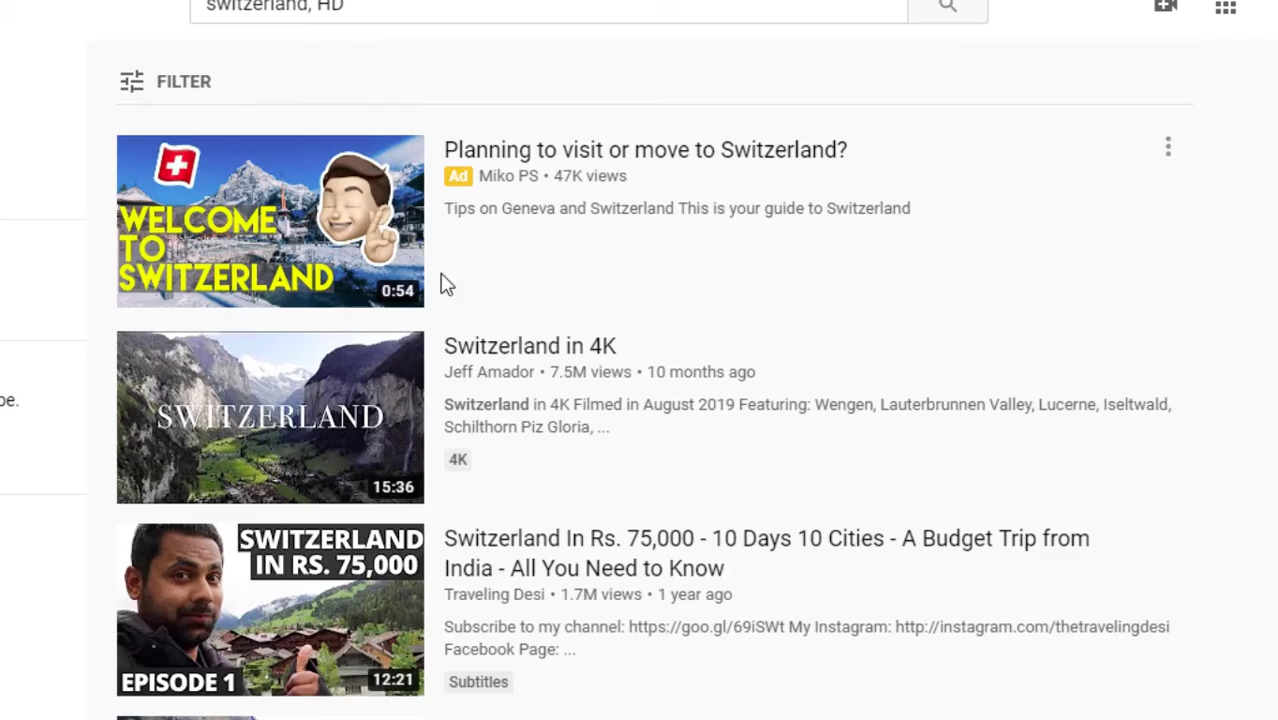 switzerland, HD
FILTER
WELCOME
TO
SWITZERLAND
0:54
Planning to visit or move to Switzerland?
Ad Miko PS • 47K views
Tips on Geneva and Switzerland This is your guide to Switzerland
SWITZERLAND
15:36
Switzerland in 4K
Jeff Amador • 7.5M views • 10 months ago
Switzerland in 4K Filmed in August 2019 Featuring: Wengen, Lauterbrunnen Valley, Lucerne, Iseltwald,
Schilthorn Piz Gloria, ...
4K
SWITZERLAND
IN RS. 75,000
EPISODE 1
12:21
Switzerland In Rs. 75,000 - 10 Days 10 Cities - A Budget Trip from
India - All You Need to Know
Traveling Desi • 1.7M views • 1 year ago
Subscribe to my channel: https://goo.gl/69iSWt My Instagram: http://instagram.com/thetravelingdesi
Facebook Page: ...
Subtitles